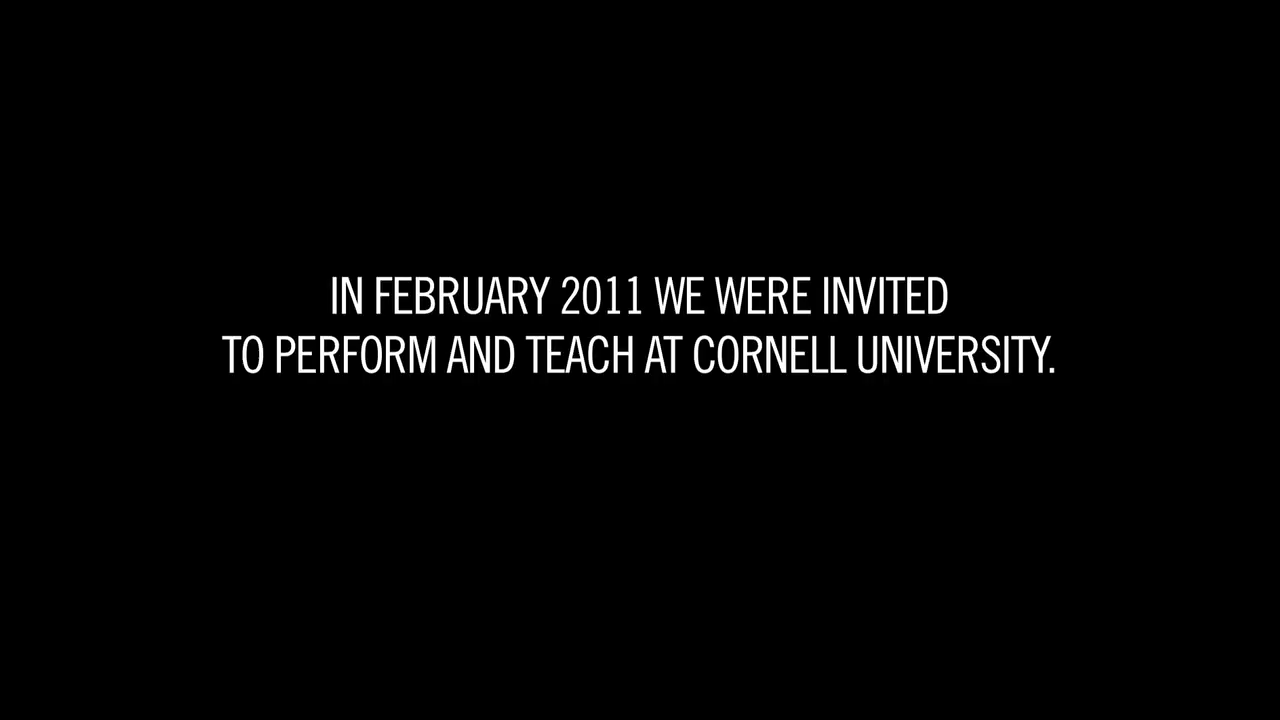 IN FEBRUARY 2011 WE WERE INVITED
TO PERFORM AND TEACH AT CORNELL UNIVERSITY.